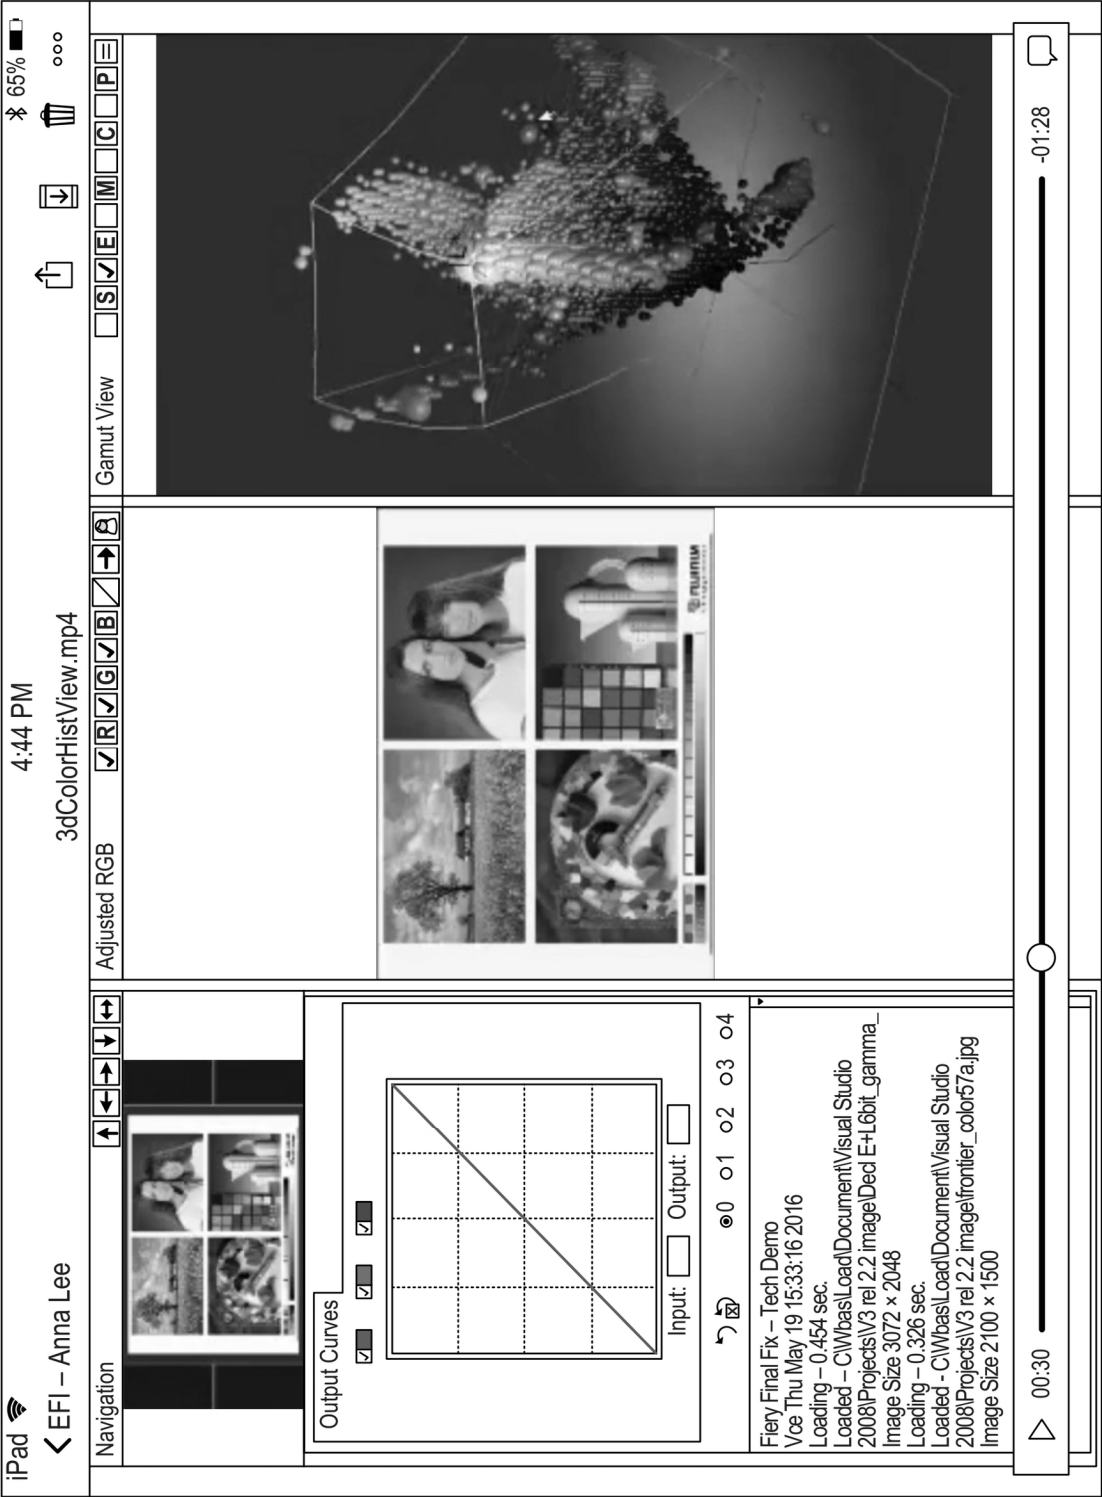 iPad
4:44 PM
65%
EFI – Anna Lee
3dColorHistView.mp4
Navigation
Adjusted RGB
R G B
Gamut View
S E M C P
Output Curves
Input: Output:
0 1 2 3 4
Fiery Final Fix – Tech Demo
Vce Thu May 19 15:33:16 2016
Loading – 0.454 sec.
Loaded – C\Wbas\Load\Document\Visual Studio
2008\Projects\V3 rel 2.2 image\Ded E+L6bit_gamma_
Image Size 3072 × 2048
Loading – 0.326 sec.
Loaded - C\Wbas\Load\Document\Visual Studio
2008\Projects\V3 rel 2.2 image\frontier_color57a.jpg
Image Size 2100 × 1500
FUJIFILM
00:30
-01:28